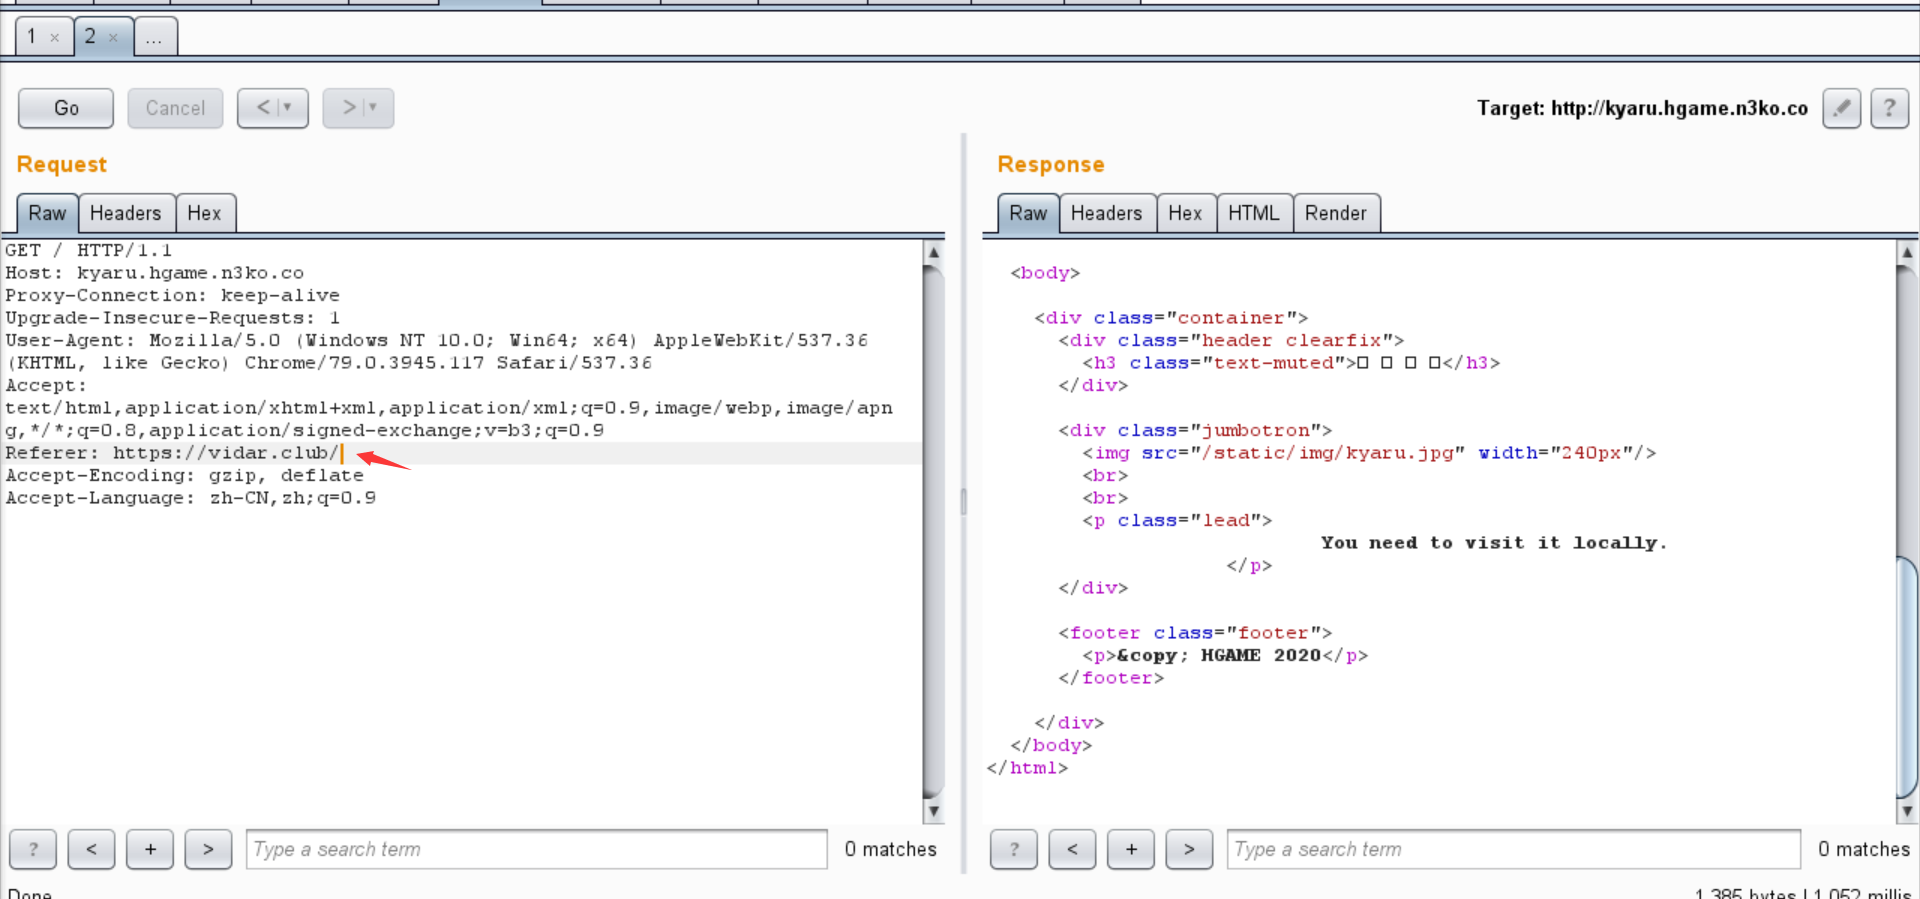 1 × 2 × ...
Go Cancel < > Target: http://kyaru.hgame.n3ko.co ?
Request
Raw Headers Hex
GET / HTTP/1.1
Host: kyaru.hgame.n3ko.co
Proxy-Connection: keep-alive
Upgrade-Insecure-Requests: 1
User-Agent: Mozilla/5.0 (Windows NT 10.0; Win64; x64) AppleWebKit/537.36
(KHTML, like Gecko) Chrome/79.0.3945.117 Safari/537.36
Accept:
text/html,application/xhtml+xml,application/xml;q=0.9,image/webp,image/apn
g,*/*;q=0.8,application/signed-exchange;v=b3;q=0.9
Referer: https://vidar.club/
Accept-Encoding: gzip, deflate
Accept-Language: zh-CN,zh;q=0.9
? < + > Type a search term 0 matches
Done
Response
Raw Headers Hex HTML Render
<body>
<div class="container">
<div class="header clearfix">
<h3 class="text-muted">□ □ □ □</h3>
</div>
<div class="jumbotron">
<img src="/static/img/kyaru.jpg" width="240px"/>
<br>
<br>
<p class="lead">
You need to visit it locally.
</p>
</div>
<footer class="footer">
<p>&copy; HGAME 2020</p>
</footer>
</div>
</body>
</html>
? < + > Type a search term 0 matches
1,385 bytes | 1,052 millis